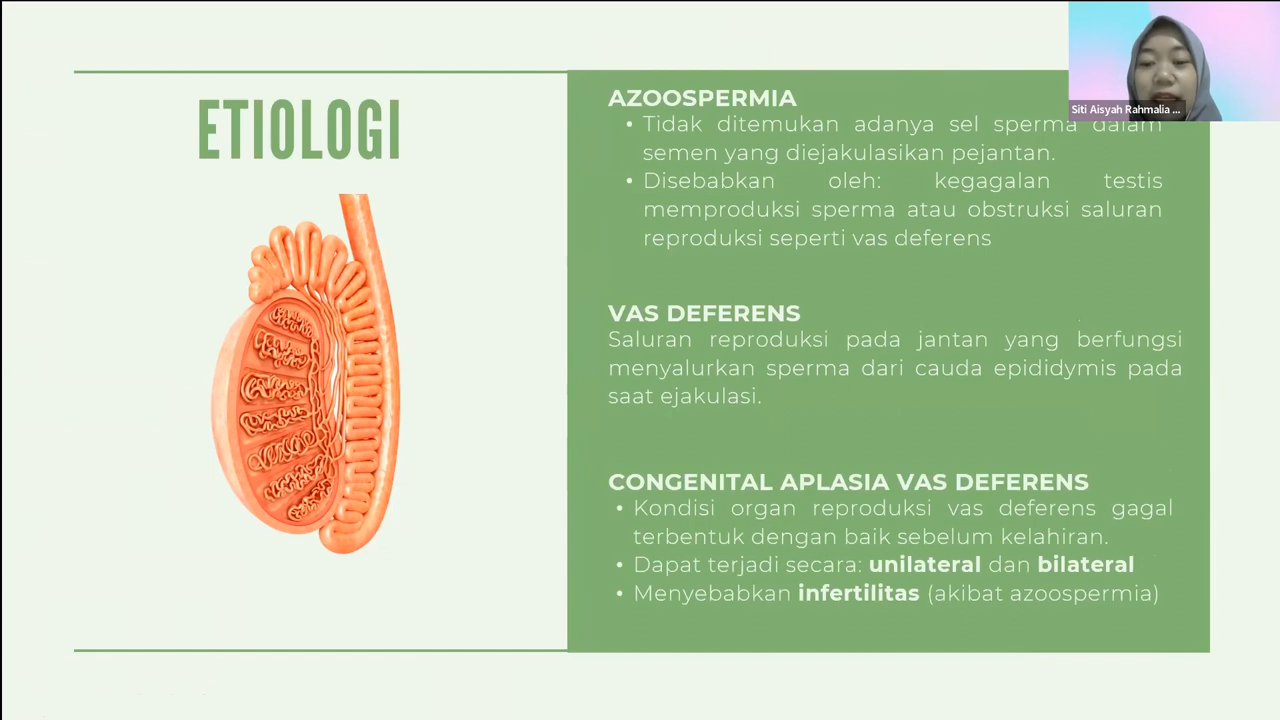 ETIOLOGI
AZOOSPERMIA
• Tidak ditemukan adanya sel sperma dalam
semen yang diejakulasikan pejantan.
• Disebabkan oleh: kegagalan testis
memproduksi sperma atau obstruksi saluran
reproduksi seperti vas deferens
VAS DEFERENS
Saluran reproduksi pada jantan yang berfungsi
menyalurkan sperma dari cauda epididymis pada
saat ejakulasi.
CONGENITAL APLASIA VAS DEFERENS
• Kondisi organ reproduksi vas deferens gagal
terbentuk dengan baik sebelum kelahiran.
• Dapat terjadi secara: unilateral dan bilateral
• Menyebabkan infertilitas (akibat azoospermia)
Siti Aisyah Rahmalia ...